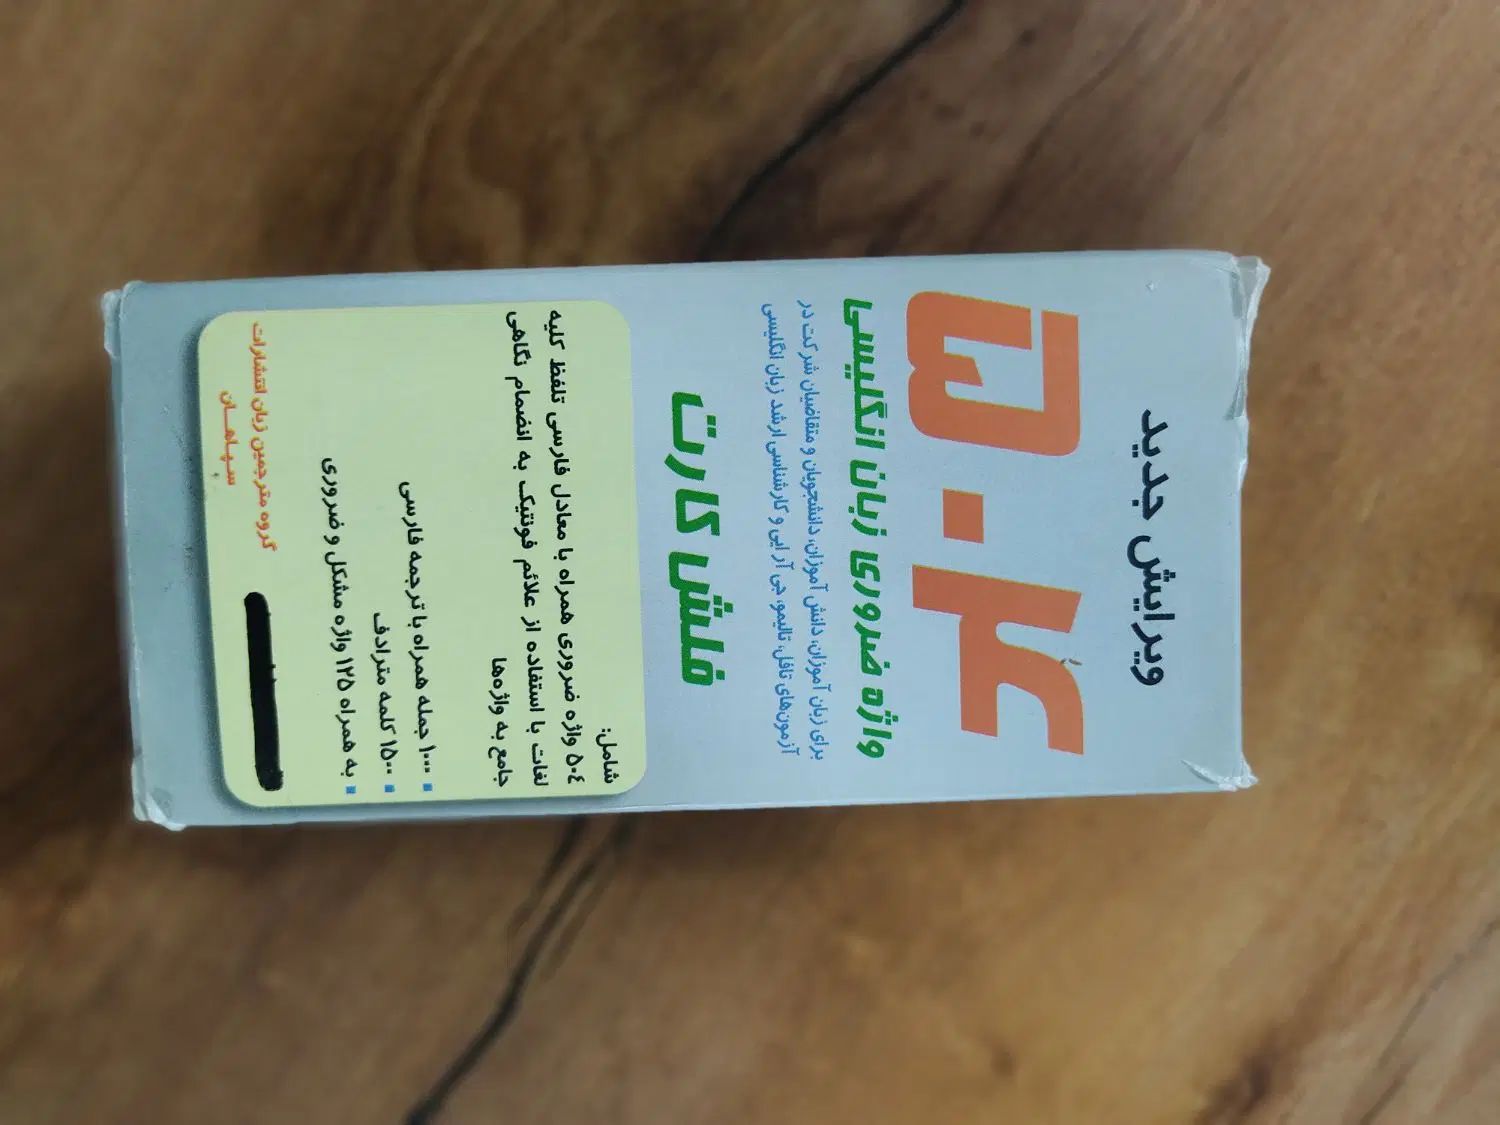 ویرایش جدید
۵۰۴
واژه ضروری زبان انگلیسی
برای زبان آموزان، دانش آموزان، دانشجویان و متقاضیان شرکت در
آزمون‌های تافل، تالیمو، جی آر ایی و کارشناسی ارشد زبان انگلیسی
فلش کارت
شامل:
۵۰۴ واژه ضروری همراه با معادل فارسی تلفظ کلیه
لغات با استفاده از علائم فونتیک به انضمام نگاهی
جامع به واژه‌ها
۱۰۰۰ جمله همراه با ترجمه فارسی
۱۵۰۰ کلمه مترادف
به همراه ۱۲۵ واژه مشکل و ضروری
گروه مترجمین زبان انتشارات
سپاهان